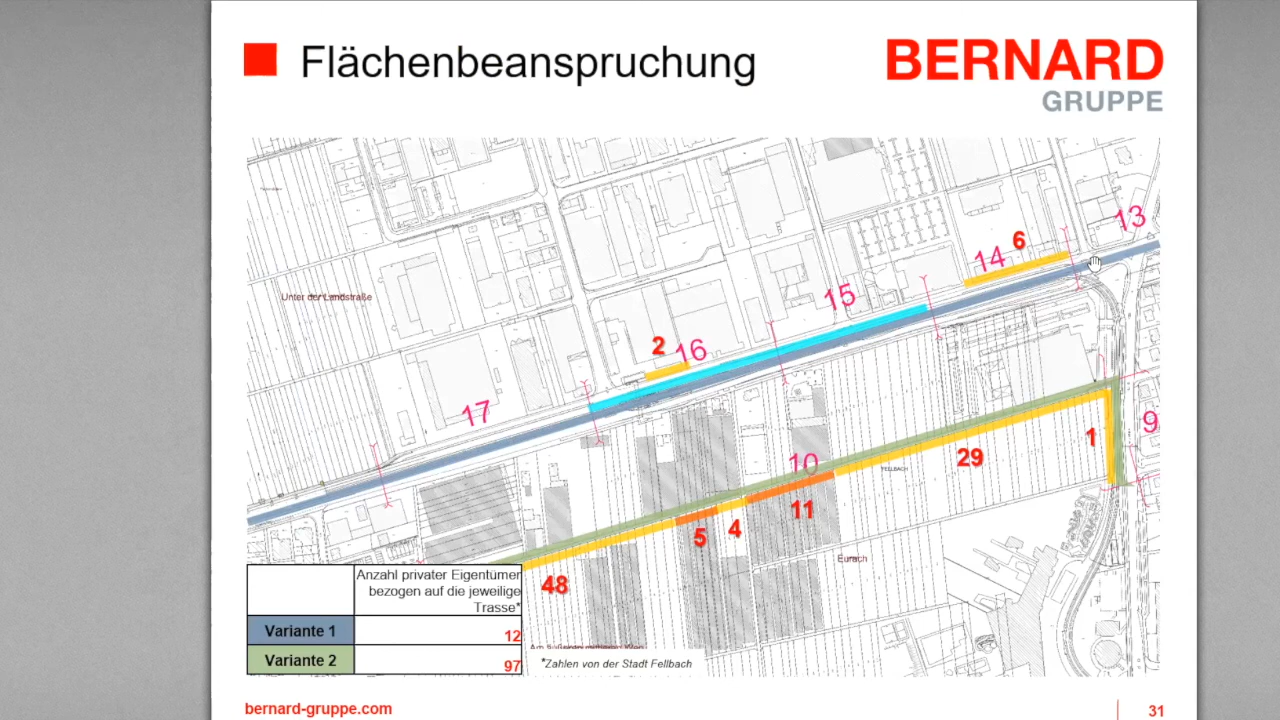 Flächenbeanspruchung
BERNARD
GRUPPE
13
6
14
15
Unter der Landstraße
2
16
17
9
1
29
10
FELLBACH
11
4
5
Eurach
48
Anzahl privater Eigentümer
bezogen auf die jeweilige
Trasse*
Variante 1
12
Variante 2
97
*Zahlen von der Stadt Fellbach
bernard-gruppe.com
31